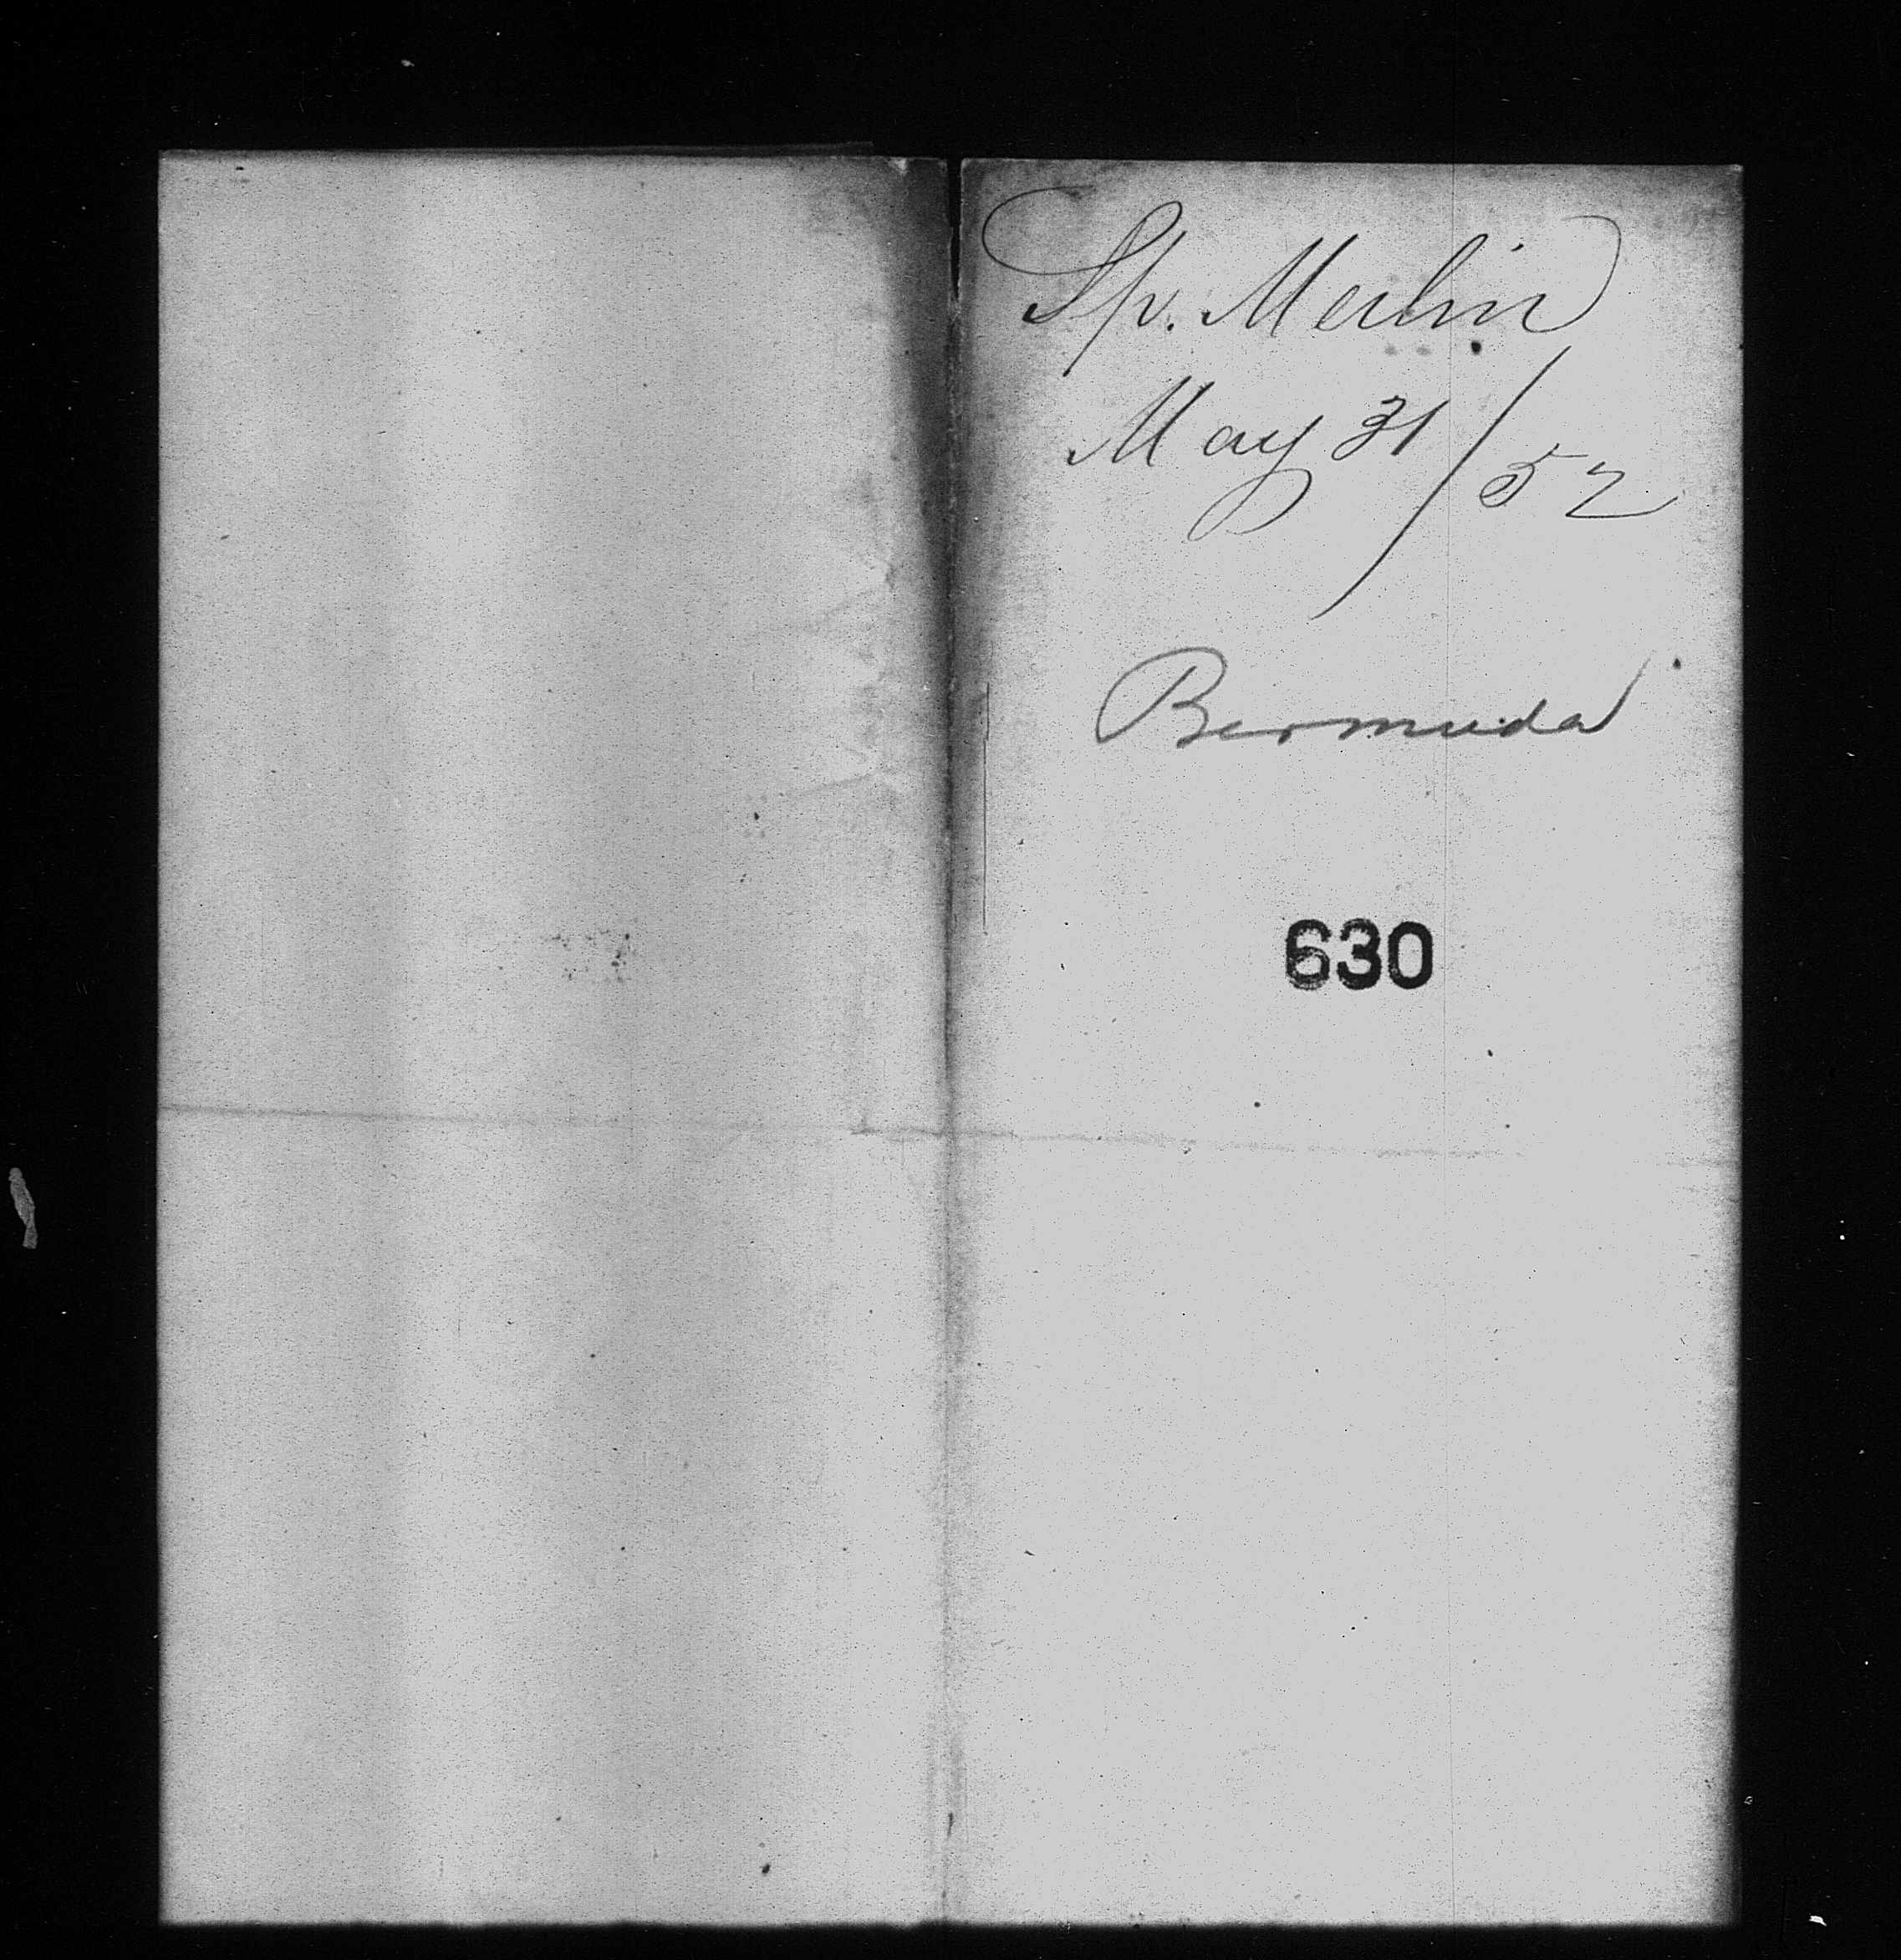 Sp. Merlin
May 31/52
Bermuda
630